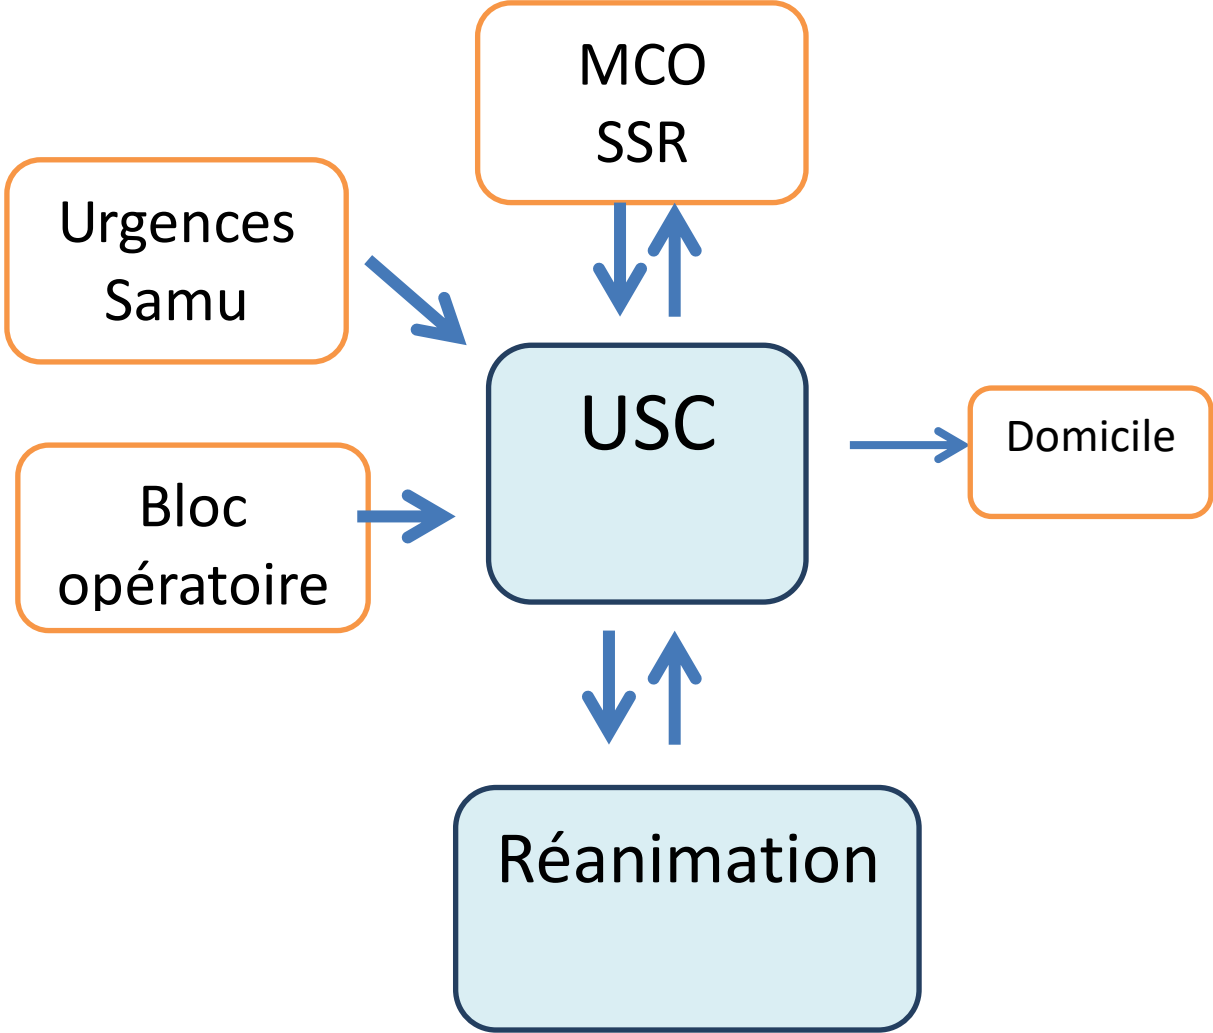 MCO
SSR
Urgences
Samu
USC
Domicile
Bloc
opératoire
Réanimation